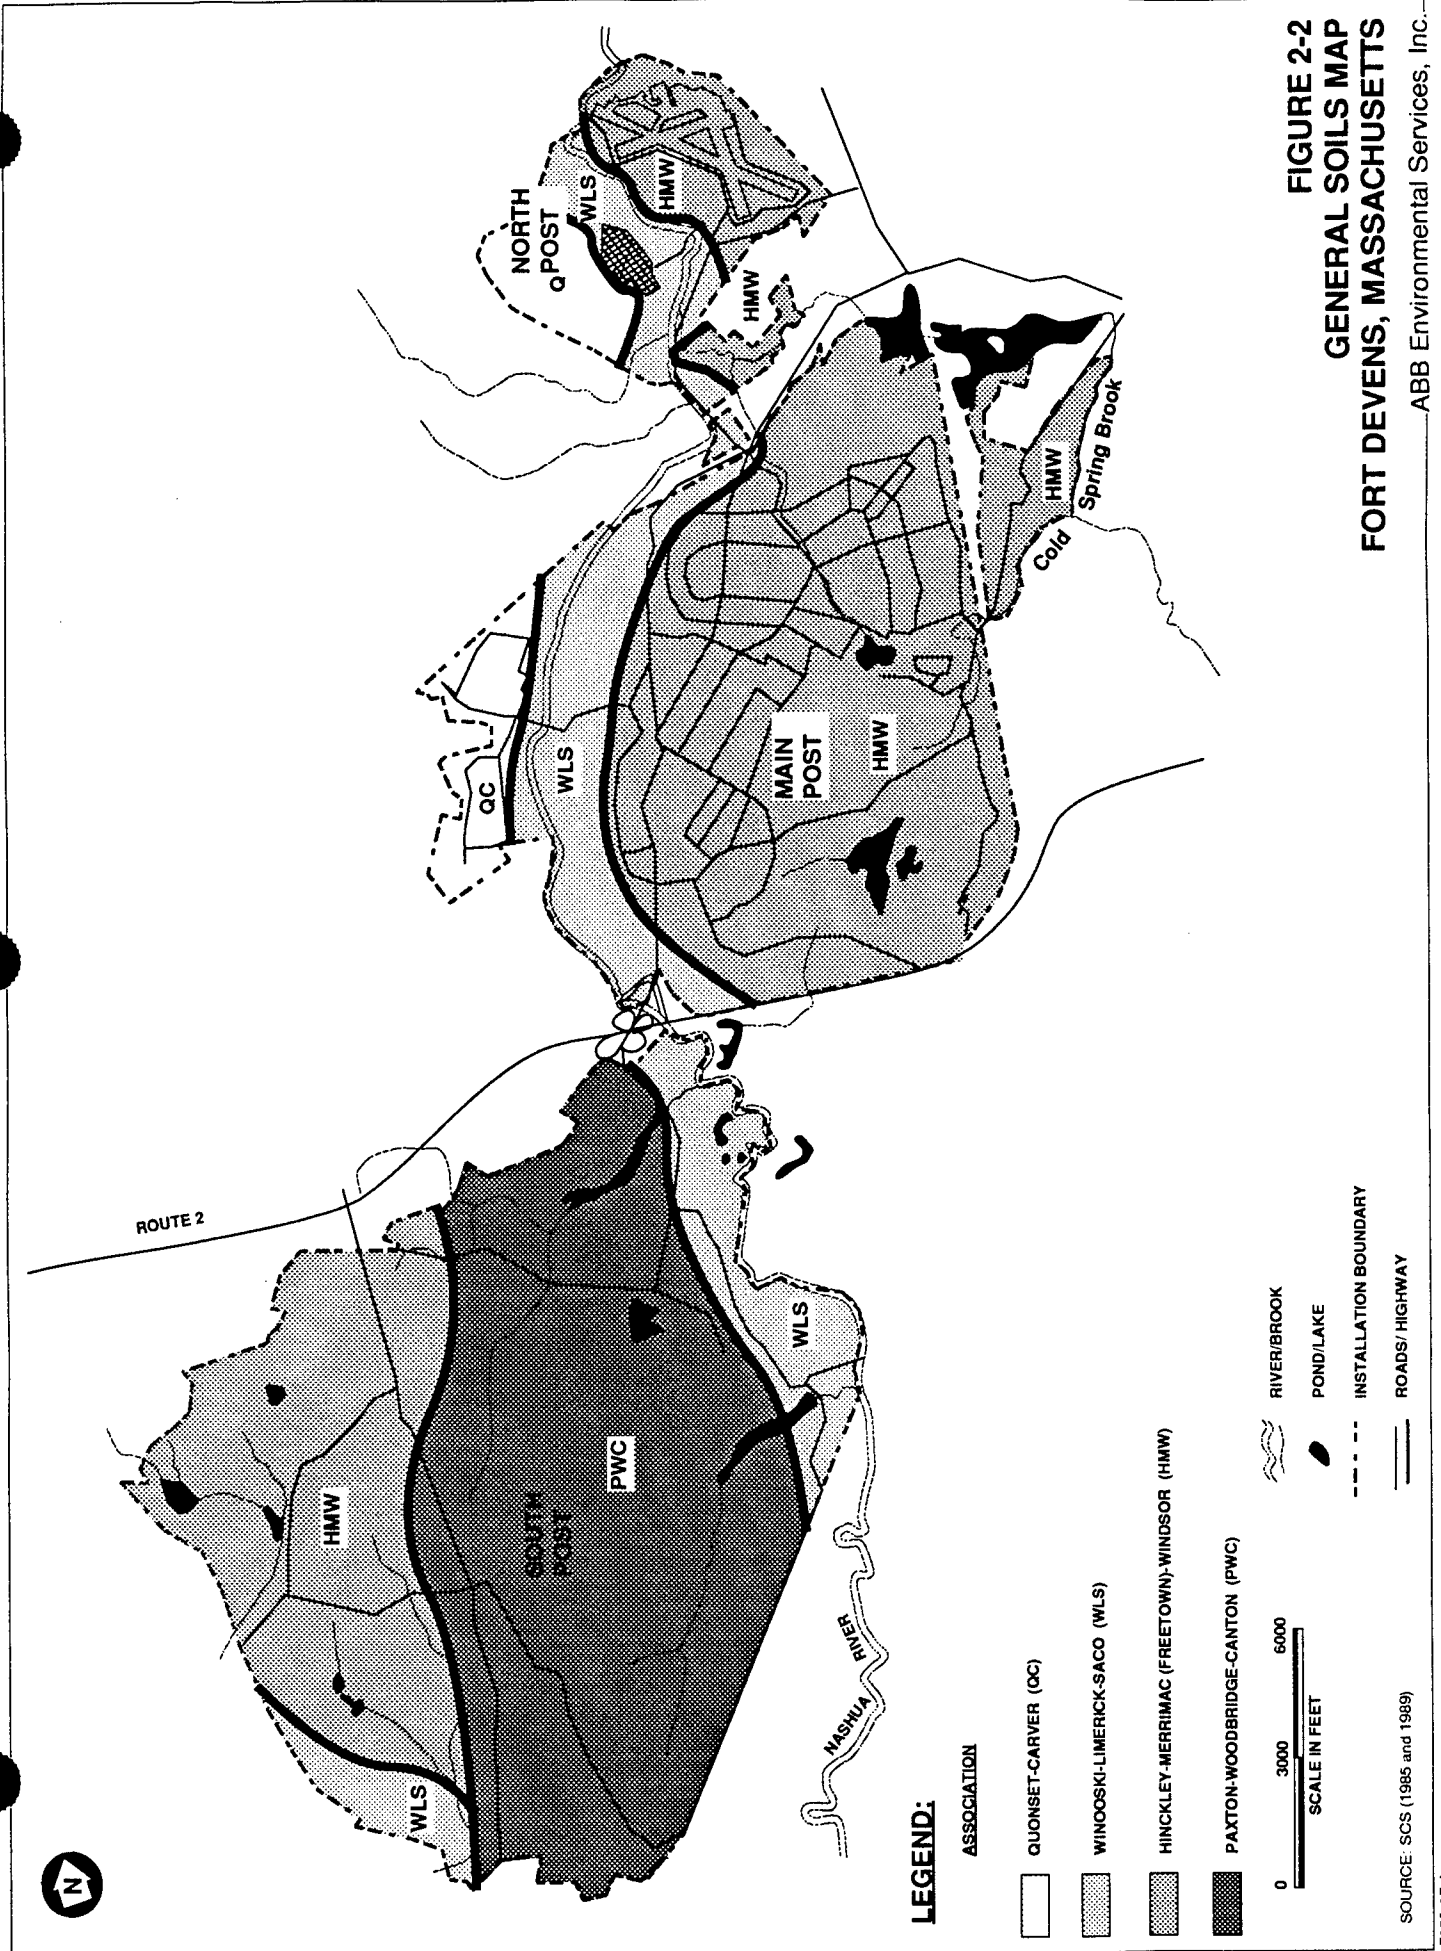 NORTH
POST
Q
WLS
HMW
HMW
QC
WLS
MAIN
POST
HMW
HMW
Cold
Spring Brook
ROUTE 2
HMW
WLS
SOUTH
POST
PWC
WLS
NASHUA
RIVER
N
LEGEND:
ASSOCIATION
QUONSET-CARVER (QC)
WINOOSKI-LIMERICK-SACO (WLS)
HINCKLEY-MERRIMAC (FREETOWN)-WINDSOR (HMW)
PAXTON-WOODBRIDGE-CANTON (PWC)
RIVER/BROOK
POND/LAKE
INSTALLATION BOUNDARY
ROADS/ HIGHWAY
0 3000 6000
SCALE IN FEET
SOURCE: SCS (1985 and 1989)
FIGURE 2-2
GENERAL SOILS MAP
FORT DEVENS, MASSACHUSETTS
ABB Environmental Services, Inc.